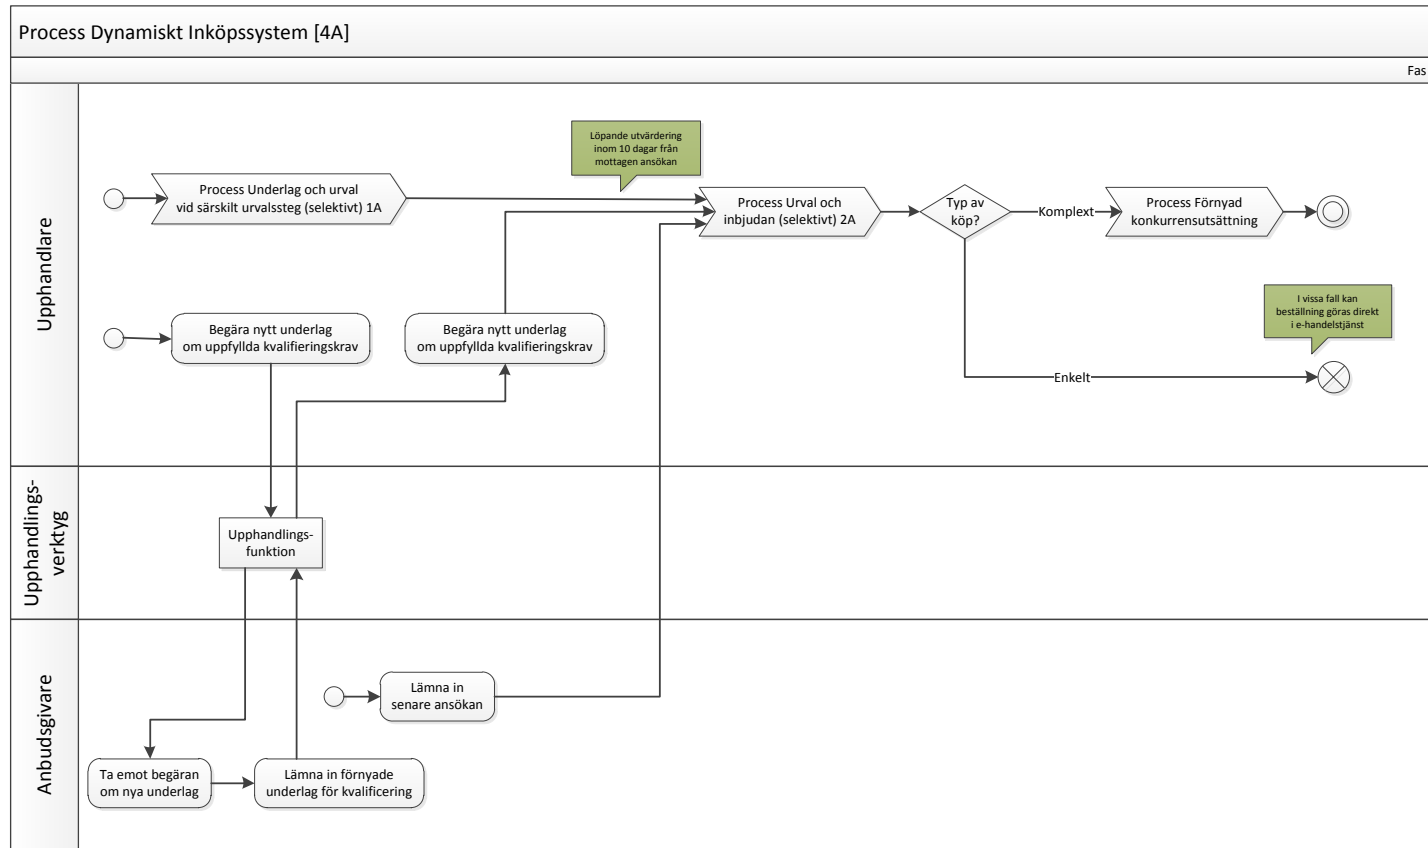 Process Dynamiskt Inköpssystem [4A]
Fas
Upphandlare
Löpande utvärdering
inom 10 dagar från
mottagen ansökan
Process Underlag och urval
vid särskilt urvalssteg (selektivt) 1A
Process Urval och
inbjudan (selektivt) 2A
Typ av
köp?
Komplext
Process Förnyad
konkurrensutsättning
Begära nytt underlag
om uppfyllda kvalifieringskrav
Begära nytt underlag
om uppfyllda kvalifieringskrav
I vissa fall kan
beställning göras direkt
i e-handelstjänst
Enkelt
Upphandlings-
verktyg
Upphandlings-
funktion
Anbudsgivare
Lämna in
senare ansökan
Ta emot begäran
om nya underlag
Lämna in förnyade
underlag för kvalificering